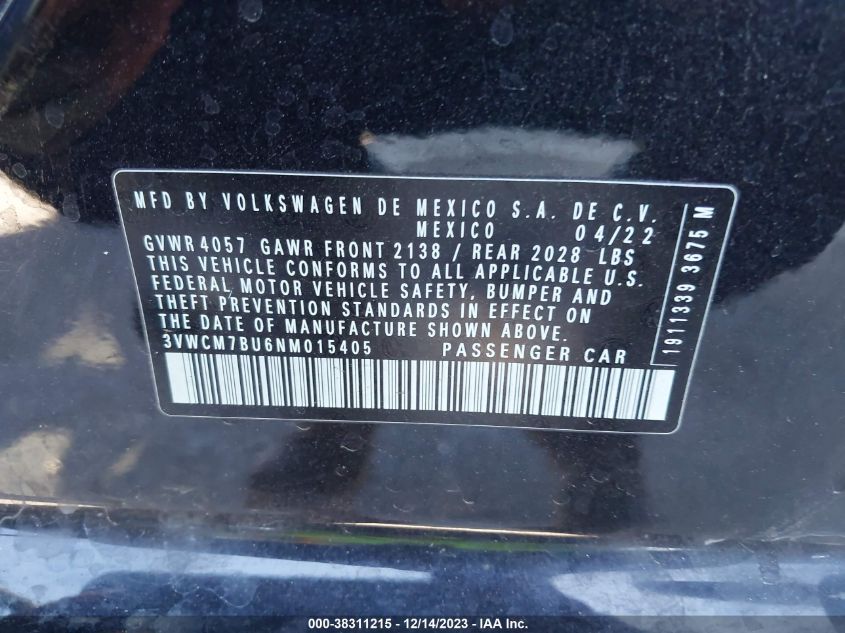 MFD BY VOLKSWAGEN DE MEXICO S.A. DE C.V.
MEXICO 04/22
GVWR 4057 GAWR FRONT 2138 / REAR 2028 LBS
THIS VEHICLE CONFORMS TO ALL APPLICABLE U.S.
FEDERAL MOTOR VEHICLE SAFETY, BUMPER AND
THEFT PREVENTION STANDARDS IN EFFECT ON
THE DATE OF MANUFACTURE SHOWN ABOVE.
3VWCM7BU6NM015405 PASSENGER CAR
1911339 3675 M
000-38311215 - 12/14/2023 - IAA Inc.